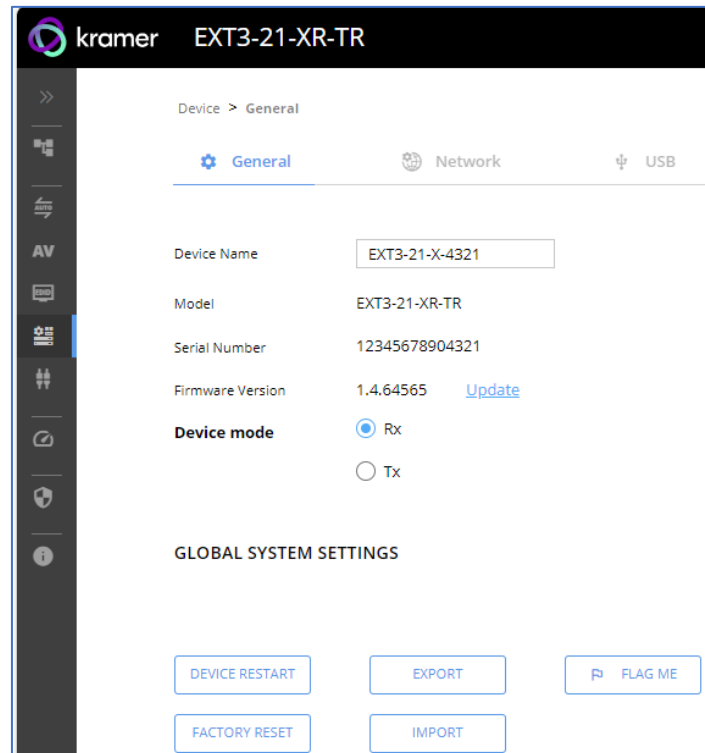 kramer EXT3-21-XR-TR
Device > General
General Network USB
AUTO
AV
EDID
Device Name EXT3-21-X-4321
Model EXT3-21-XR-TR
Serial Number 12345678904321
Firmware Version 1.4.64565 Update
Device mode Rx
Tx
GLOBAL SYSTEM SETTINGS
DEVICE RESTART EXPORT FLAG ME
FACTORY RESET IMPORT